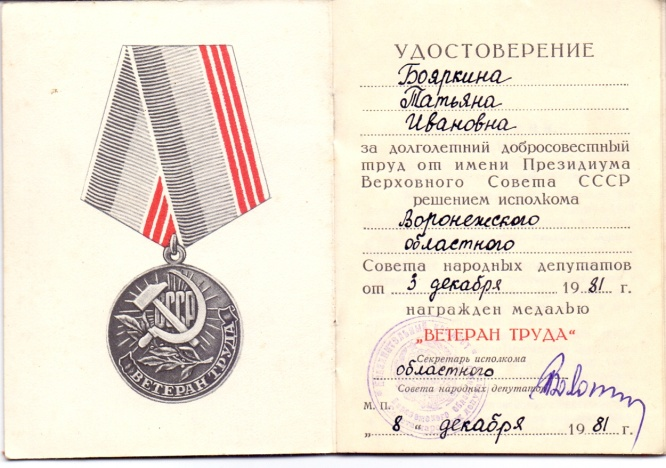 СССР
ВЕТЕРАН ТРУДА
УДОСТОВЕРЕНИЕ
Бояркина
Татьяна
Ивановна
за долголетний добросовестный
труд от имени Президиума
Верховного Совета СССР
решением исполкома
Воронежского
областного
Совета народных депутатов
от 3 декабря 1981 г.
награжден медалью
„ВЕТЕРАН ТРУДА"
Секретарь исполкома
областного
Совета народных депутатов
М. П.
„8" декабря 1981 г.